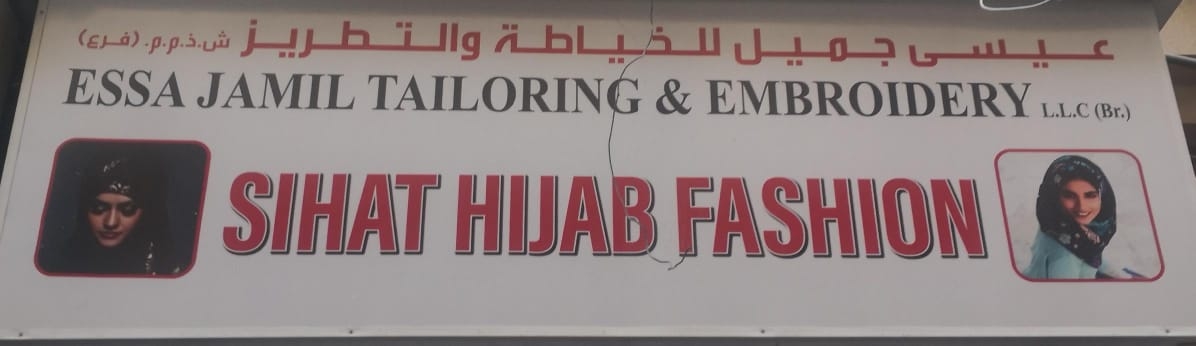 عيسى جميل للخياطة والتطريز ش.ذ.م.م. (فرع)
ESSA JAMIL TAILORING & EMBROIDERY L.L.C (Br.)
SIHAT HIJAB FASHION